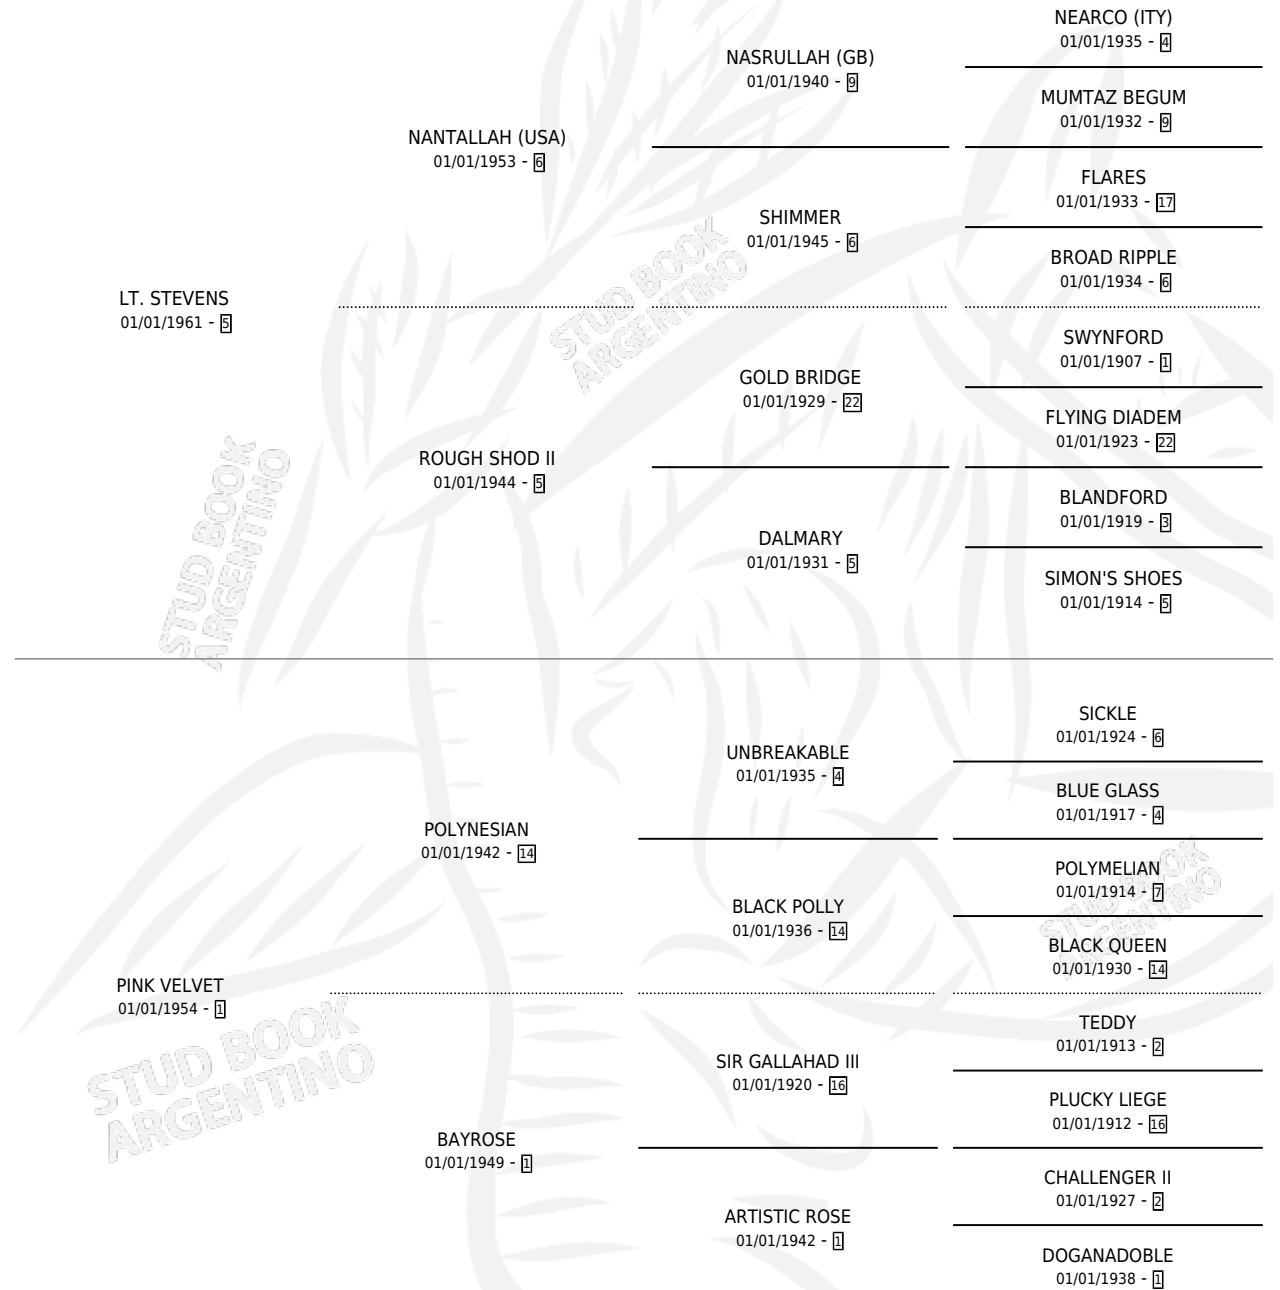 NEARCO (ITY)
01/01/1935 - 4
NASRULLAH (GB)
01/01/1940 - 9
MUMTAZ BEGUM
01/01/1932 - 9
NANTALLAH (USA)
01/01/1953 - 6
FLARES
01/01/1933 - 17
SHIMMER
01/01/1945 - 6
BROAD RIPPLE
01/01/1934 - 6
LT. STEVENS
01/01/1961 - 5
SWYNFORD
01/01/1907 - 1
GOLD BRIDGE
01/01/1929 - 22
FLYING DIADEM
01/01/1923 - 22
ROUGH SHOD II
01/01/1944 - 5
BLANDFORD
01/01/1919 - 3
DALMARY
01/01/1931 - 5
SIMON'S SHOES
01/01/1914 - 5
SICKLE
01/01/1924 - 6
UNBREAKABLE
01/01/1935 - 4
BLUE GLASS
01/01/1917 - 4
POLYNESIAN
01/01/1942 - 14
POLYMELIAN
01/01/1914 - 7
BLACK POLLY
01/01/1936 - 14
BLACK QUEEN
01/01/1930 - 14
PINK VELVET
01/01/1954 - 1
TEDDY
01/01/1913 - 2
SIR GALLAHAD III
01/01/1920 - 16
PLUCKY LIEGE
01/01/1912 - 16
BAYROSE
01/01/1949 - 1
CHALLENGER II
01/01/1927 - 2
ARTISTIC ROSE
01/01/1942 - 1
DOGANADOBLE
01/01/1938 - 1
STUD BOOK
ARGENTINO
STUD BOOK
ARGENTINO
STUD BOOK
ARGENTINO
STUD BOOK
ARGENTINO